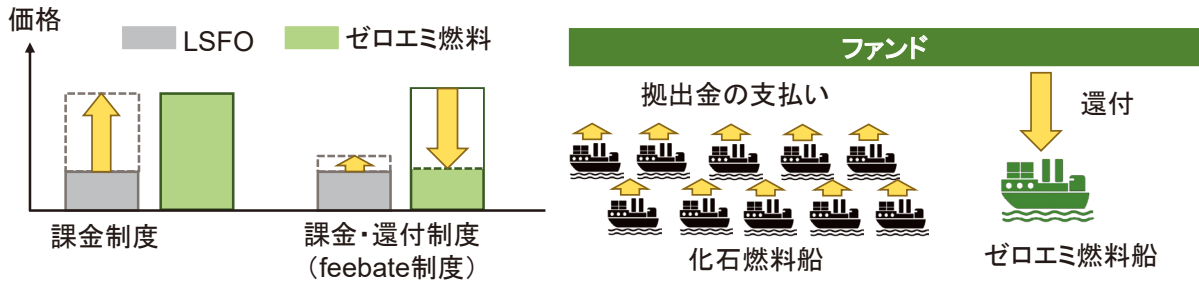 価格
LSFO
ゼロエミ燃料
課金制度
課金・還付制度
（feebate制度）
ファンド
拠出金の支払い
還付
化石燃料船
ゼロエミ燃料船